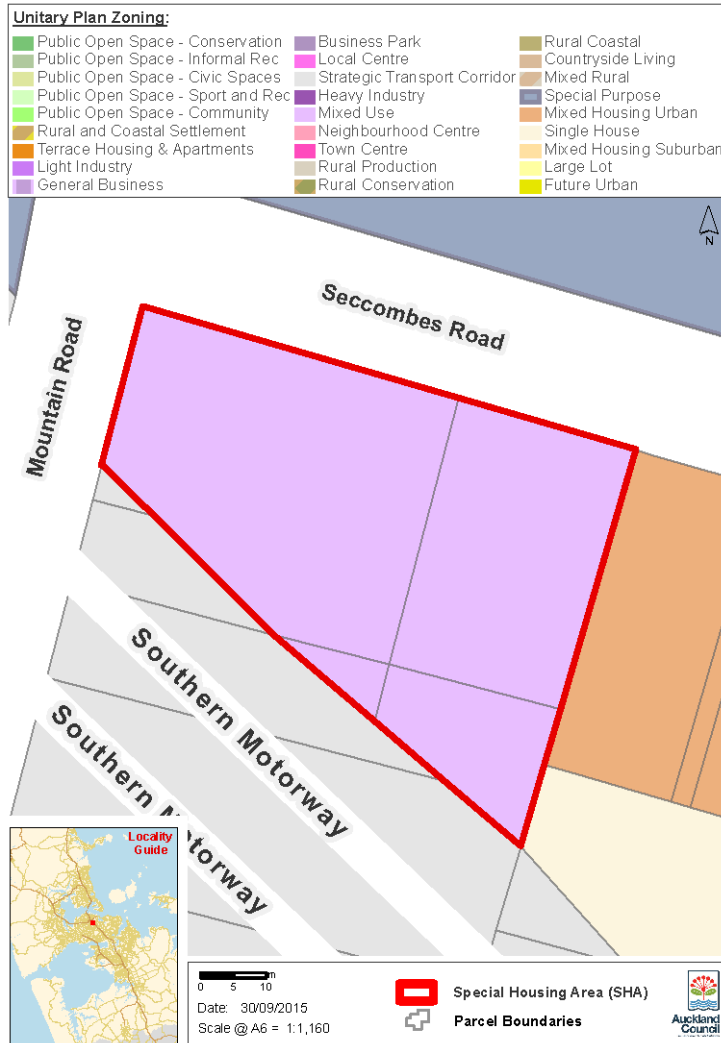 Unitary Plan Zoning:
Public Open Space - Conservation
Public Open Space - Informal Rec
Public Open Space - Civic Spaces
Public Open Space - Sport and Rec
Public Open Space - Community
Rural and Coastal Settlement
Terrace Housing & Apartments
Light Industry
General Business
Business Park
Local Centre
Strategic Transport Corridor
Heavy Industry
Mixed Use
Neighbourhood Centre
Town Centre
Rural Production
Rural Conservation
Rural Coastal
Countryside Living
Mixed Rural
Special Purpose
Mixed Housing Urban
Single House
Mixed Housing Suburban
Large Lot
Future Urban
N
Seccombes Road
Mountain Road
Southern Motorway
Southern Motorway
Locality
Guide
0 5 10
m
Date: 30/09/2015
Scale @ A6 = 1:1,160
Special Housing Area (SHA)
Parcel Boundaries
Auckland
Council